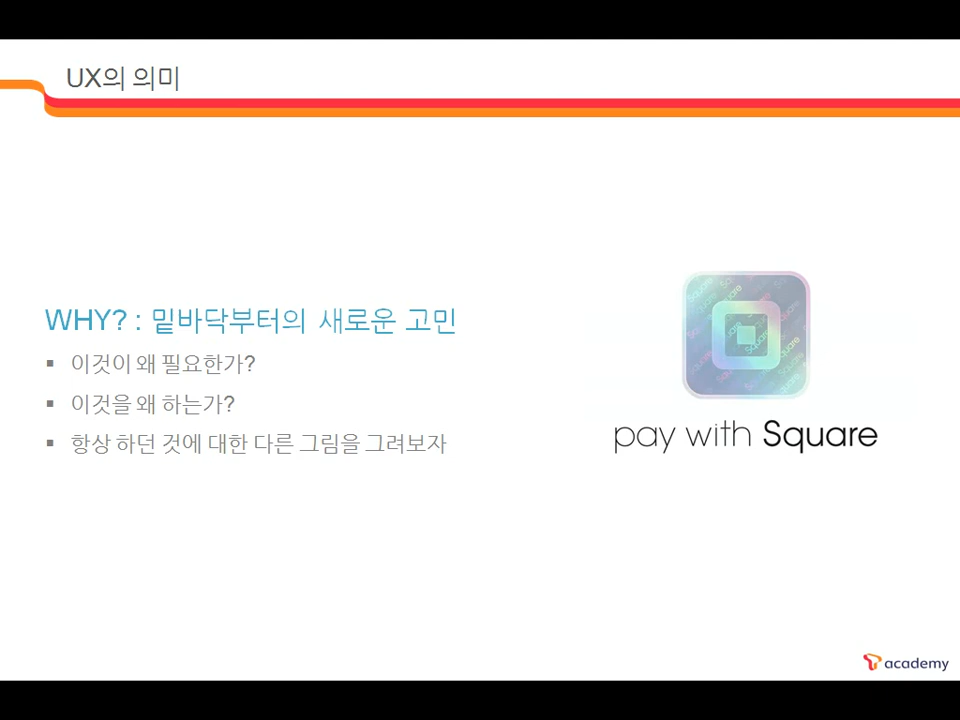 UX의 의미
WHY? : 밑바닥부터의 새로운 고민
▪ 이것이 왜 필요한가?
▪ 이것을 왜 하는가?
▪ 항상 하던 것에 대한 다른 그림을 그려보자
pay with Square
T academy